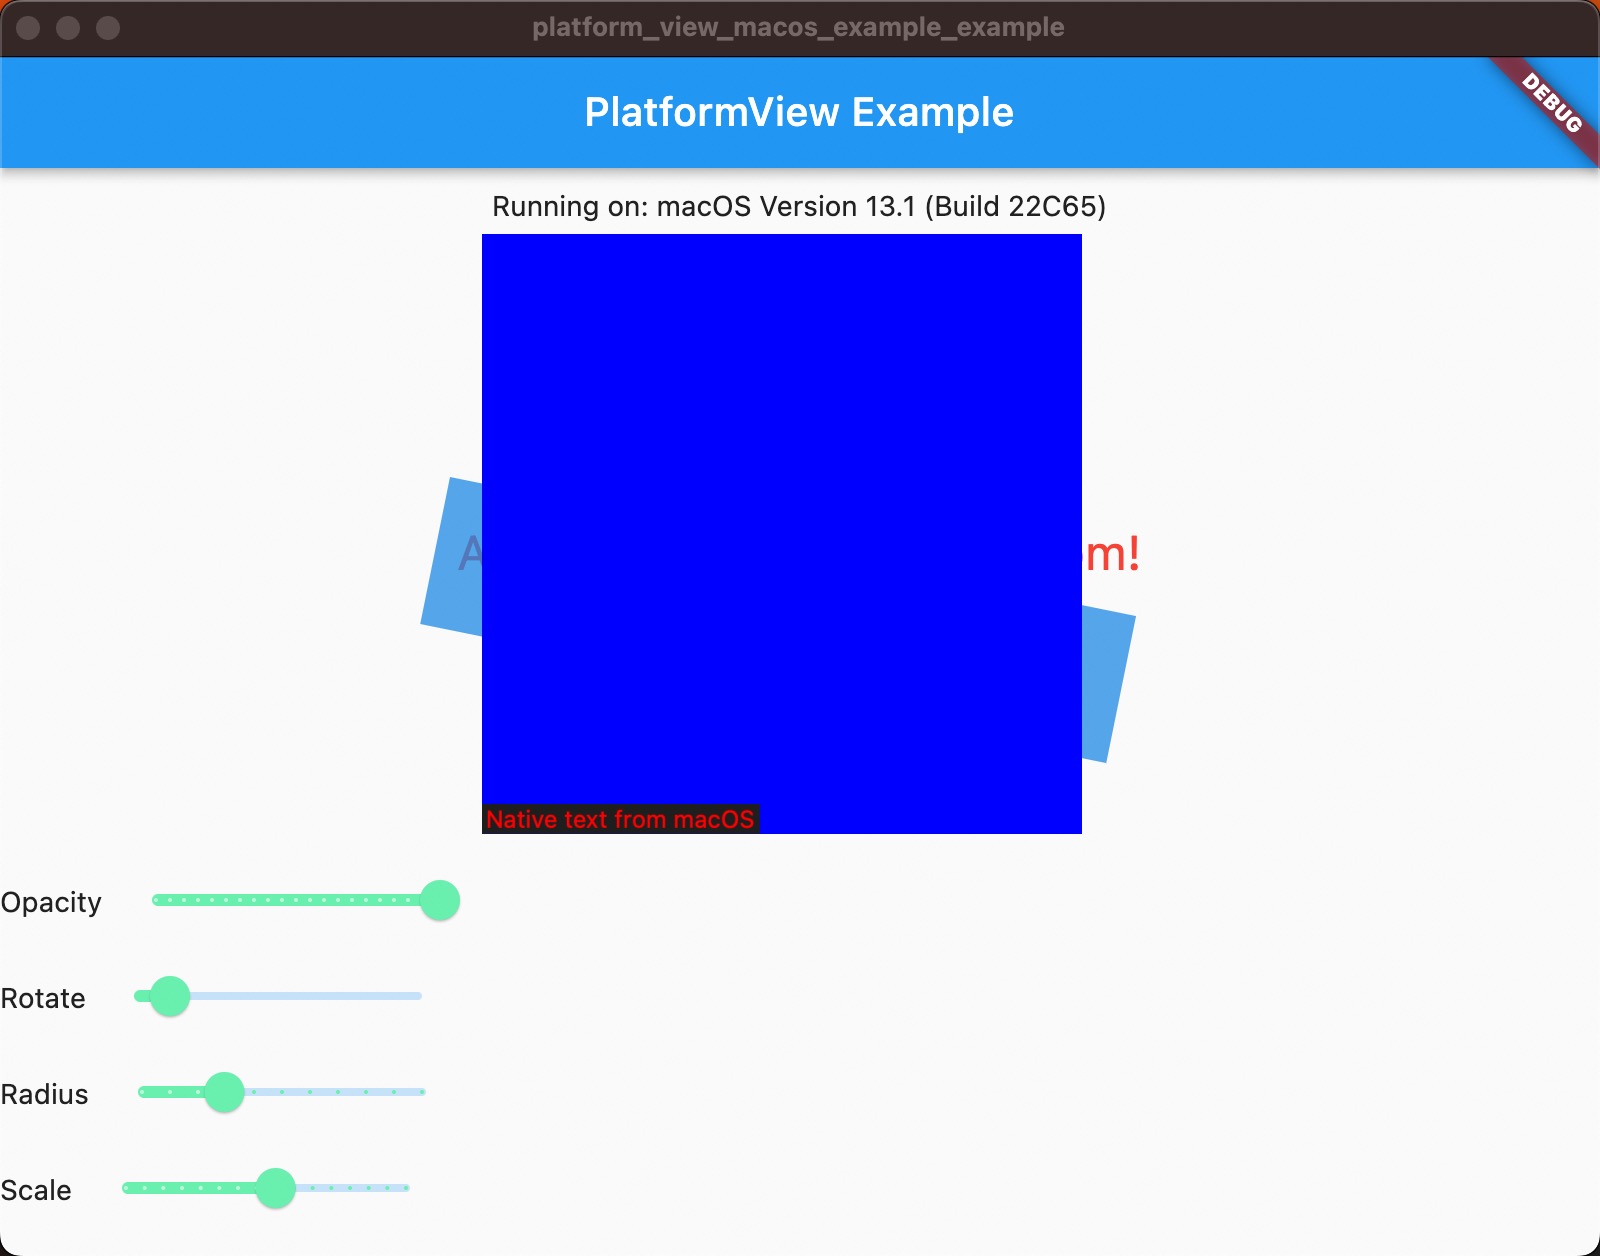 platform_view_macos_example_example
PlatformView Example
DEBUG
Running on: macOS Version 13.1 (Build 22C65)
A
m!
Native text from macOS
Opacity
Rotate
Radius
Scale